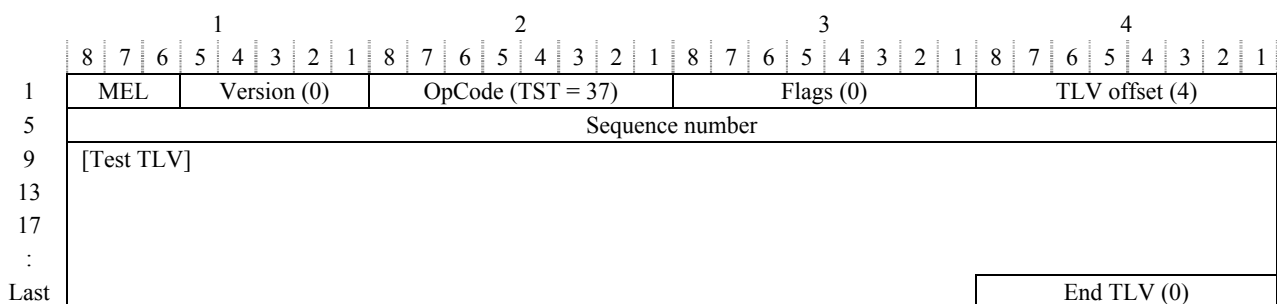 1 2 3 4
8 7 6 5 4 3 2 1 8 7 6 5 4 3 2 1 8 7 6 5 4 3 2 1 8 7 6 5 4 3 2 1
1 MEL Version (0) OpCode (TST = 37) Flags (0) TLV offset (4)
5 Sequence number
9 [Test TLV]
13
17
:
Last End TLV (0)